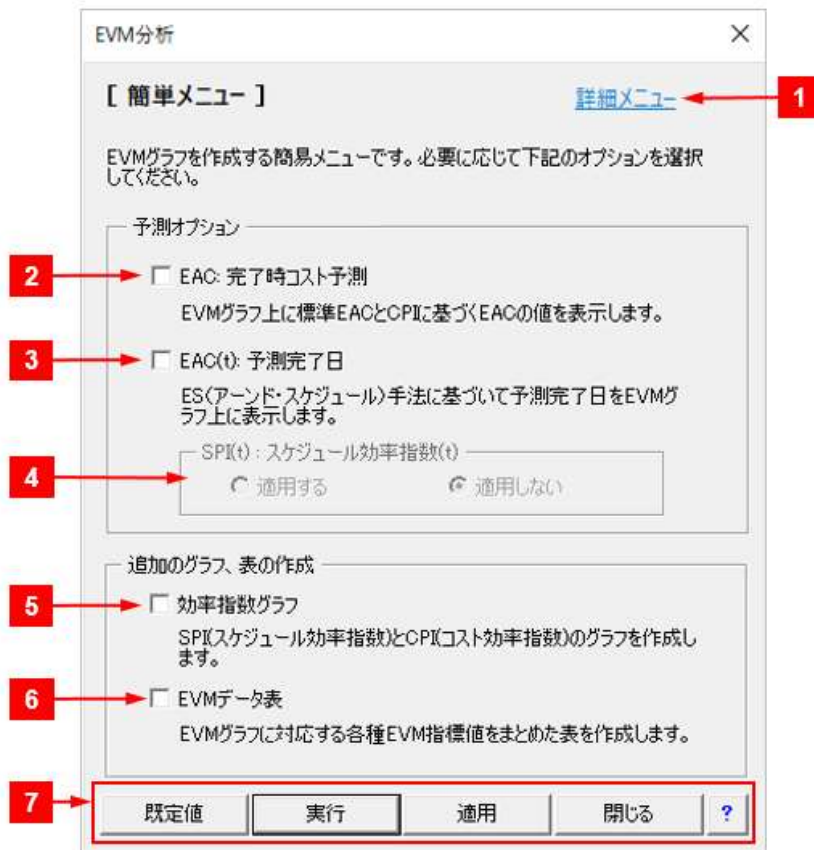 EVM分析
[ 簡単メニュー ]
詳細メニュー
1
EVMグラフを作成する簡易メニューです。必要に応じて下記のオプションを選択
してください。
予測オプション
2
EAC: 完了時コスト予測
EVMグラフ上に標準EACとCPIに基づくEACの値を表示します。
3
EAC(t): 予測完了日
ES(アーンド・スケジュール)手法に基づいて予測完了日をEVMグ
ラフ上に表示します。
SPI(t) : スケジュール効率指数(t)
4
適用する
適用しない
追加のグラフ、表の作成
5
効率指数グラフ
SPI(スケジュール効率指数)とCPI(コスト効率指数)のグラフを作成し
ます。
6
EVMデータ表
EVMグラフに対応する各種EVM指標値をまとめた表を作成します。
7
既定値
実行
適用
閉じる
?